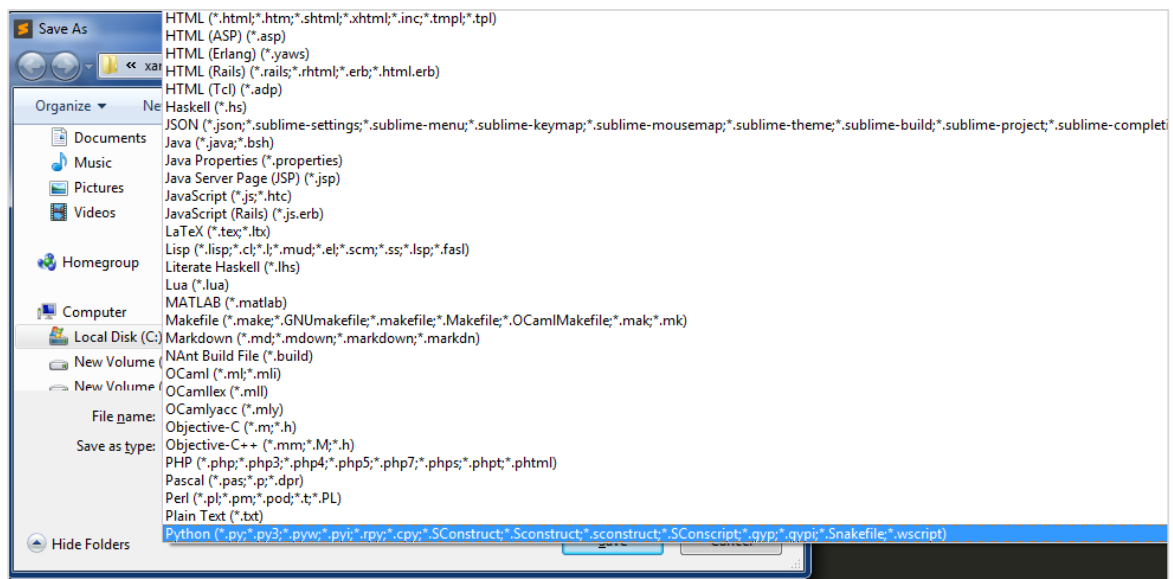 Save As
« xar
Organize
Ne
Documents
Music
Pictures
Videos
Homegroup
Computer
Local Disk (C:)
New Volume (
New Volume (
File name:
Save as type:
Hide Folders
HTML (*.html;*.htm;*.shtml;*.xhtml;*.inc;*.tmpl;*.tpl)
HTML (ASP) (*.asp)
HTML (Erlang) (*.yaws)
HTML (Rails) (*.rails;*.rhtml;*.erb;*.html.erb)
HTML (Tcl) (*.adp)
Haskell (*.hs)
JSON (*.json;*.sublime-settings;*.sublime-menu;*.sublime-keymap;*.sublime-mousemap;*.sublime-theme;*.sublime-build;*.sublime-project;*.sublime-completi
Java (*.java;*.bsh)
Java Properties (*.properties)
Java Server Page (JSP) (*.jsp)
JavaScript (*.js;*.htc)
JavaScript (Rails) (*.js.erb)
LaTeX (*.tex;*.ltx)
Lisp (*.lisp;*.cl;*.l;*.mud;*.el;*.scm;*.ss;*.lsp;*.fasl)
Literate Haskell (*.lhs)
Lua (*.lua)
MATLAB (*.matlab)
Makefile (*.make;*.GNUmakefile;*.makefile;*.Makefile;*.OCamlMakefile;*.mak;*.mk)
Markdown (*.md;*.mdown;*.markdown;*.markdn)
NAnt Build File (*.build)
OCaml (*.ml;*.mli)
OCamllex (*.mll)
OCamlyacc (*.mly)
Objective-C (*.m;*.h)
Objective-C++ (*.mm;*.M;*.h)
PHP (*.php;*.php3;*.php4;*.php5;*.php7;*.phps;*.phpt;*.phtml)
Pascal (*.pas;*.p;*.dpr)
Perl (*.pl;*.pm;*.pod;*.t;*.PL)
Plain Text (*.txt)
Python (*.py;*.py3;*.pyw;*.pyi;*.rpy;*.cpy;*.SConstruct;*.Sconstruct;*.sconstruct;*.SConscript;*.gyp;*.gypi;*.Snakefile;*.wscript)